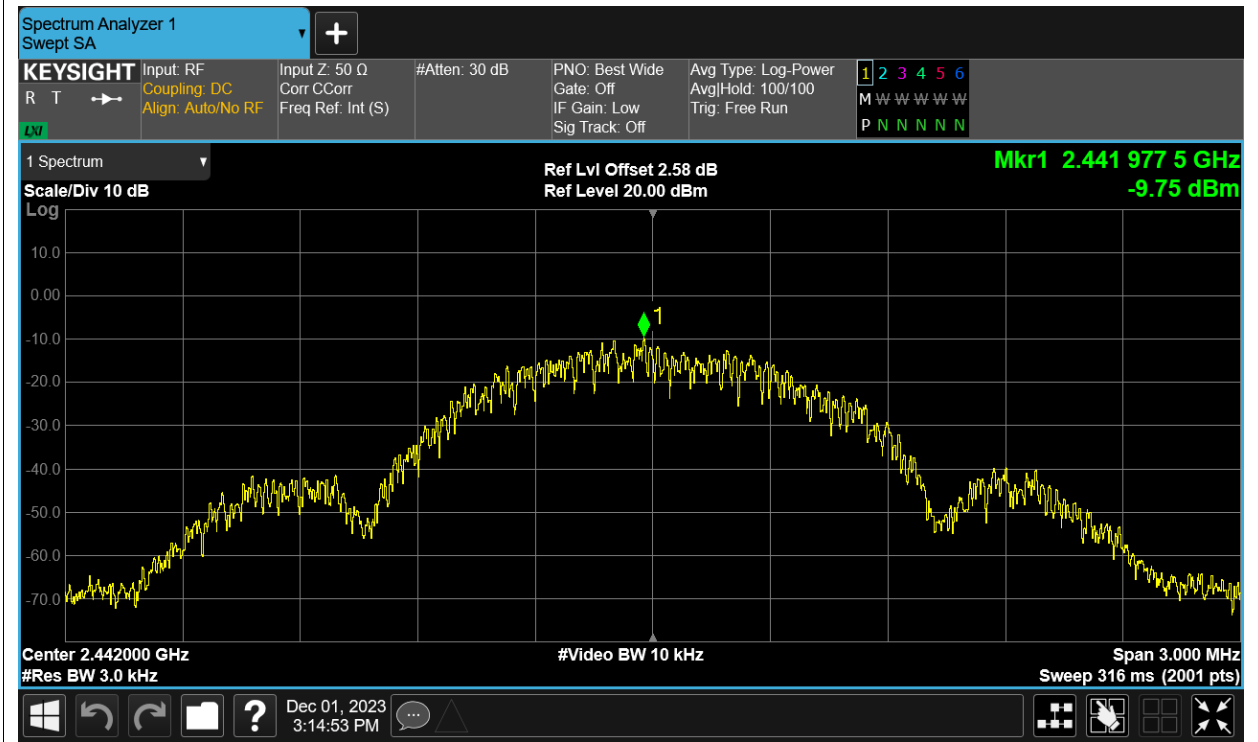 Spectrum Analyzer 1
Swept SA
KEYSIGHT
R T
LXI
Input: RF
Coupling: DC
Align: Auto/No RF
Input Z: 50 Ω
Corr CCorr
Freq Ref: Int (S)
#Atten: 30 dB
PNO: Best Wide
Gate: Off
IF Gain: Low
Sig Track: Off
Avg Type: Log-Power
Avg|Hold: 100/100
Trig: Free Run
1 2 3 4 5 6
M W W W W W W
P N N N N N N
1 Spectrum
Scale/Div 10 dB
Ref Lvl Offset 2.58 dB
Ref Level 20.00 dBm
Mkr1 2.441 977 5 GHz
-9.75 dBm
Log
10.0
0.00
-10.0
-20.0
-30.0
-40.0
-50.0
-60.0
-70.0
1
Center 2.442000 GHz
#Res BW 3.0 kHz
#Video BW 10 kHz
Span 3.000 MHz
Sweep 316 ms (2001 pts)
?
Dec 01, 2023
3:14:53 PM